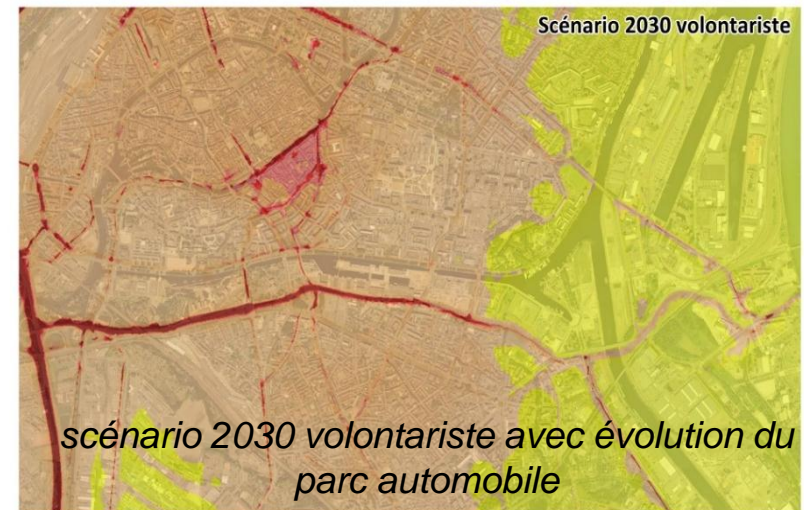 Scénario 2030 volontariste
scénario 2030 volontariste avec évolution du
parc automobile